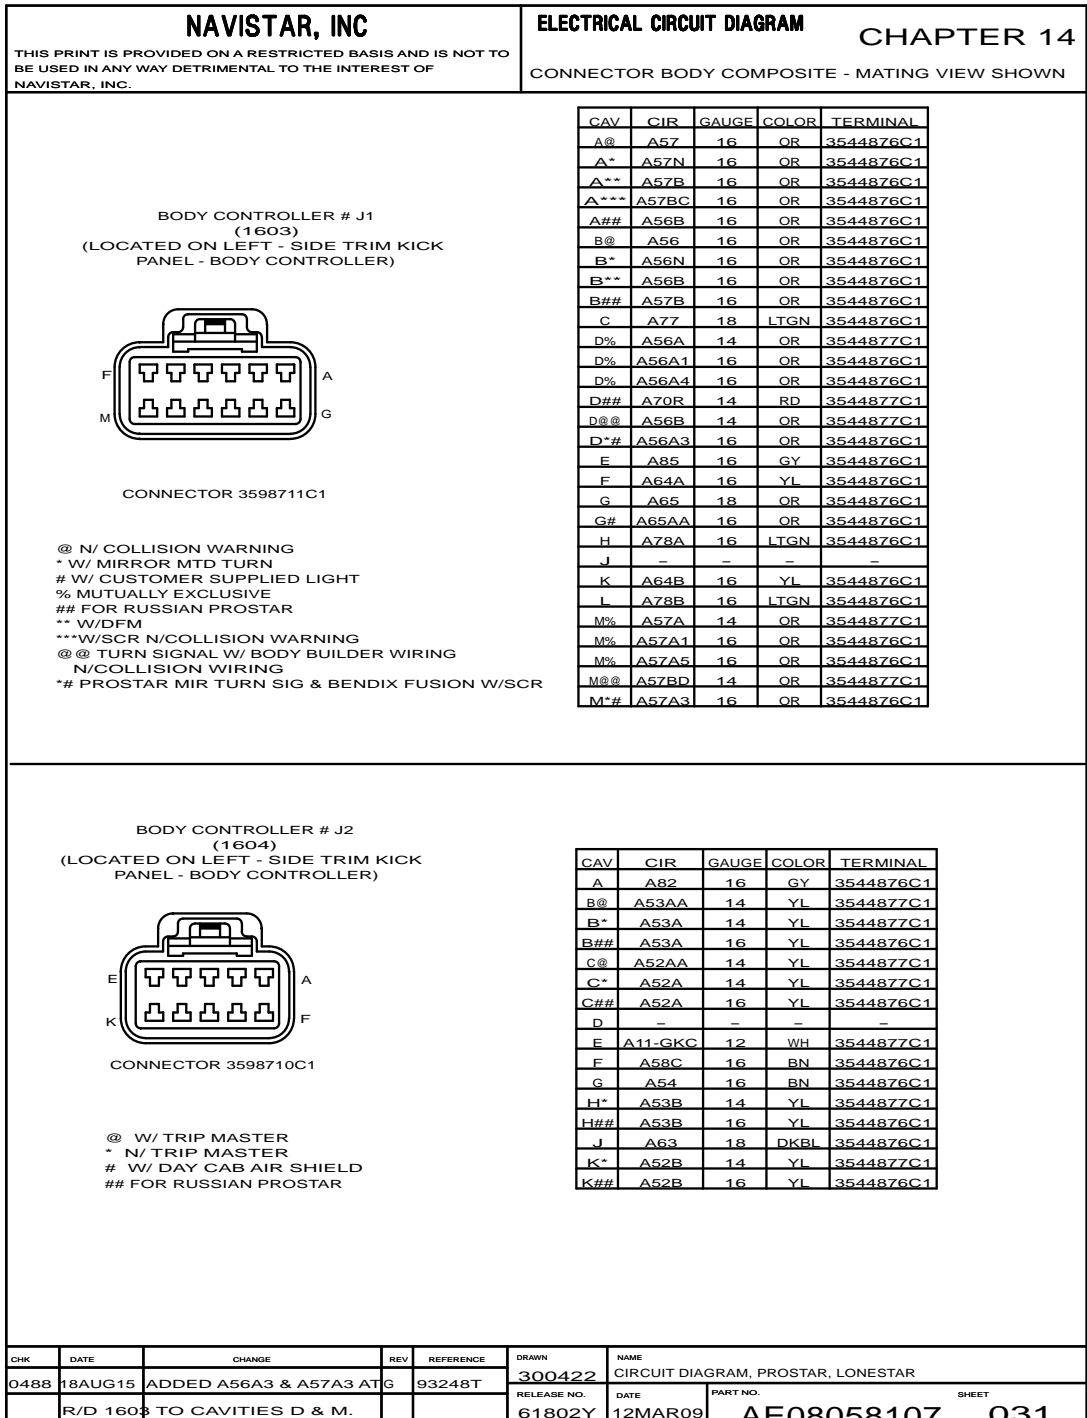 NAVISTAR, INC
THIS PRINT IS PROVIDED ON A RESTRICTED BASIS AND IS NOT TO
BE USED IN ANY WAY DETRIMENTAL TO THE INTEREST OF
NAVISTAR, INC.
ELECTRICAL CIRCUIT DIAGRAM
CHAPTER 14
CONNECTOR BODY COMPOSITE - MATING VIEW SHOWN
BODY CONTROLLER # J1
(1603)
(LOCATED ON LEFT - SIDE TRIM KICK
PANEL - BODY CONTROLLER)
F A
M G
CONNECTOR 3598711C1
@ N/ COLLISION WARNING
* W/ MIRROR MTD TURN
# W/ CUSTOMER SUPPLIED LIGHT
% MUTUALLY EXCLUSIVE
## FOR RUSSIAN PROSTAR
** W/DFM
***W/SCR N/COLLISION WARNING
@@ TURN SIGNAL W/ BODY BUILDER WIRING
N/COLLISION WIRING
*# PROSTAR MIR TURN SIG & BENDIX FUSION W/SCR
CAV CIR GAUGE COLOR TERMINAL
A@ A57 16 OR 3544876C1
A* A57N 16 OR 3544876C1
A** A57B 16 OR 3544876C1
A*** A57BC 16 OR 3544876C1
A## A56B 16 OR 3544876C1
B@ A56 16 OR 3544876C1
B* A56N 16 OR 3544876C1
B** A56B 16 OR 3544876C1
B## A57B 16 OR 3544876C1
C A77 18 LTGN 3544876C1
D% A56A 14 OR 3544877C1
D% A56A1 16 OR 3544876C1
D% A56A4 16 OR 3544876C1
D## A70R 14 RD 3544877C1
D@@ A56B 14 OR 3544877C1
D*# A56A3 16 OR 3544876C1
E A85 16 GY 3544876C1
F A64A 16 YL 3544876C1
G A65 18 OR 3544876C1
G# A65AA 16 OR 3544876C1
H A78A 16 LTGN 3544876C1
J – – – –
K A64B 16 YL 3544876C1
L A78B 16 LTGN 3544876C1
M% A57A 14 OR 3544877C1
M% A57A1 16 OR 3544876C1
M% A57A5 16 OR 3544876C1
M@@ A57BD 14 OR 3544877C1
M*# A57A3 16 OR 3544876C1
BODY CONTROLLER # J2
(1604)
(LOCATED ON LEFT - SIDE TRIM KICK
PANEL - BODY CONTROLLER)
E A
K F
CONNECTOR 3598710C1
@ W/ TRIP MASTER
* N/ TRIP MASTER
# W/ DAY CAB AIR SHIELD
## FOR RUSSIAN PROSTAR
CAV CIR GAUGE COLOR TERMINAL
A A82 16 GY 3544876C1
B@ A53AA 14 YL 3544877C1
B* A53A 14 YL 3544877C1
B## A53A 16 YL 3544876C1
C@ A52AA 14 YL 3544877C1
C* A52A 14 YL 3544877C1
C## A52A 16 YL 3544876C1
D – – – –
E A11-GKC 12 WH 3544877C1
F A58C 16 BN 3544876C1
G A54 16 BN 3544876C1
H* A53B 14 YL 3544877C1
H## A53B 16 YL 3544876C1
J A63 18 DKBL 3544876C1
K* A52B 14 YL 3544877C1
K## A52B 16 YL 3544876C1
CHK DATE CHANGE REV REFERENCE
0488 18AUG15 ADDED A56A3 & A57A3 AT G 93248T
R/D 1603 TO CAVITIES D & M.
DRAWN
300422
NAME
CIRCUIT DIAGRAM, PROSTAR, LONESTAR
RELEASE NO.
61802Y
DATE
12MAR09
PART NO.
AE08058107
SHEET
031